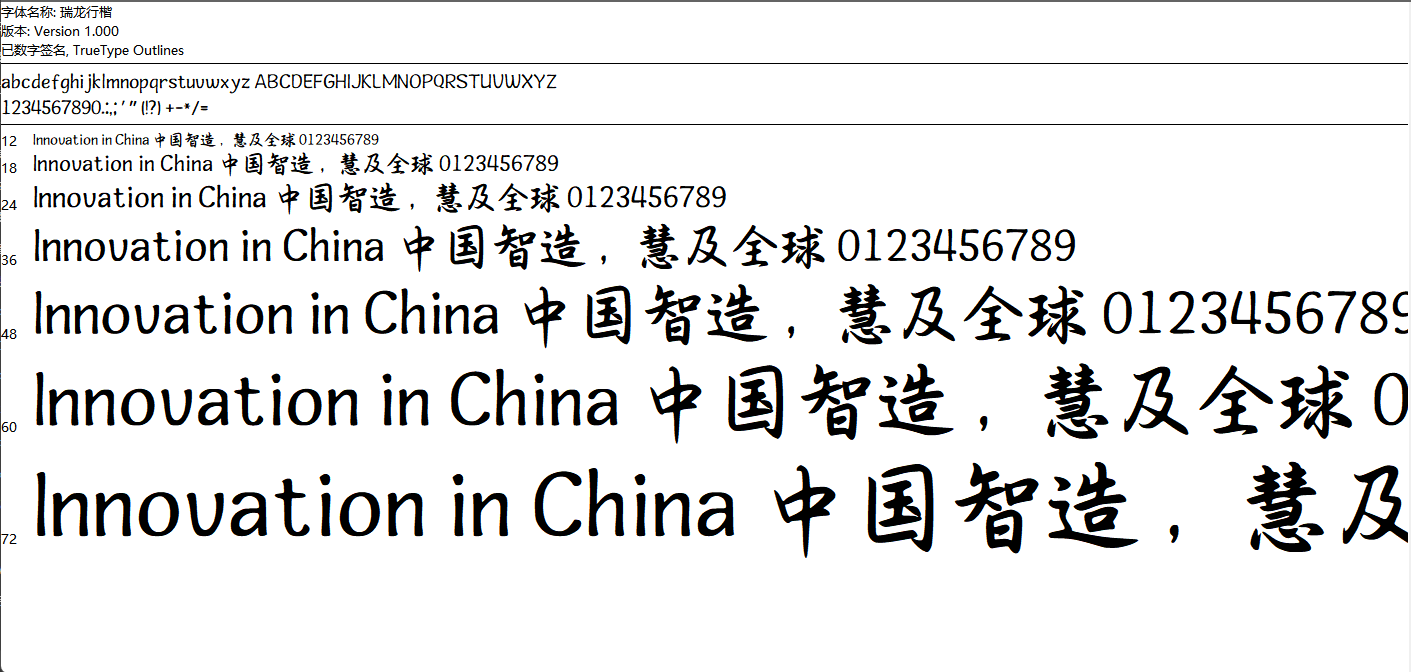 字体名称: 瑞龙行楷
版本: Version 1.000
已数字签名, TrueType Outlines
abcdefghijklmnopqrstuvwxyz ABCDEFGHIJKLMNOPQRSTUVWXYZ
1234567890.:,; ' " (!?) +-*/=
12 Innovation in China 中国智造，慧及全球 0123456789
18 Innovation in China 中国智造，慧及全球 0123456789
24 Innovation in China 中国智造，慧及全球 0123456789
36 Innovation in China 中国智造，慧及全球 0123456789
48 Innovation in China 中国智造，慧及全球 0123456789
60 Innovation in China 中国智造，慧及全球 0
72 Innovation in China 中国智造，慧及